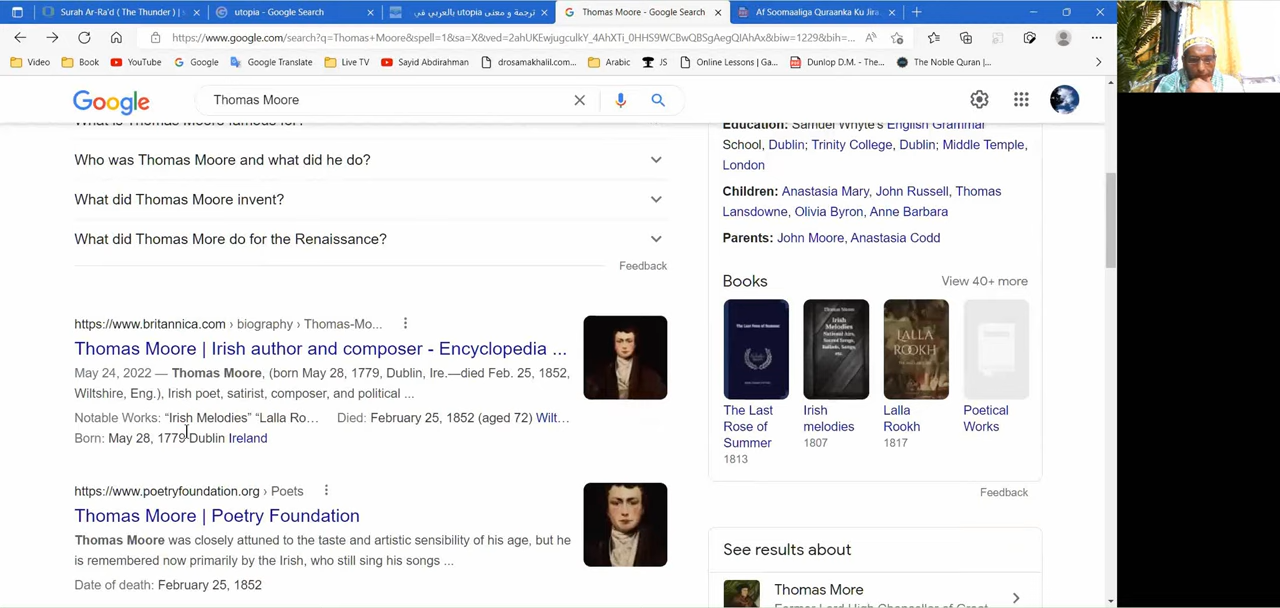 Surah Ar-Ra'd ( The Thunder ) | s
utopia - Google Search
ترجمة و معنى utopia بالعربي في
Thomas Moore - Google Search
Af Soomaaliga Quraanka Ku Jira
https://www.google.com/search?q=Thomas+Moore&spell=1&sa=X&ved=2ahUKEwjugculkY_4AhXTi_0HHS9WCBwQBSgAegQIAhAx&biw=1229&bih=...
Video
Book
YouTube
Google
Google Translate
Live TV
Sayid Abdirahman
drosamakhalil.com...
Arabic
JS
Online Lessons | Ga...
Dunlop D.M. - The...
The Noble Quran |...
Google
Thomas Moore
What is Thomas Moore famous for?
Who was Thomas Moore and what did he do?
What did Thomas Moore invent?
What did Thomas More do for the Renaissance?
Feedback
https://www.britannica.com › biography › Thomas-Mo...
Thomas Moore | Irish author and composer - Encyclopedia ...
May 24, 2022 — Thomas Moore, (born May 28, 1779, Dublin, Ire.—died Feb. 25, 1852,
Wiltshire, Eng.), Irish poet, satirist, composer, and political ...
Notable Works: “Irish Melodies” “Lalla Ro... Died: February 25, 1852 (aged 72) Wilt...
Born: May 28, 1779 Dublin Ireland
https://www.poetryfoundation.org › Poets
Thomas Moore | Poetry Foundation
Thomas Moore was closely attuned to the taste and artistic sensibility of his age, but he
is remembered now primarily by the Irish, who still sing his songs ...
Date of death: February 25, 1852
Education: Samuel Whyte's English Grammar
School, Dublin; Trinity College, Dublin; Middle Temple,
London
Children: Anastasia Mary, John Russell, Thomas
Lansdowne, Olivia Byron, Anne Barbara
Parents: John Moore, Anastasia Codd
Books
View 40+ more
The Last Rose of Summer
1813
Irish melodies
1807
Lalla Rookh
1817
Poetical Works
Feedback
See results about
Thomas More
Former Lord High Chancellor of Great